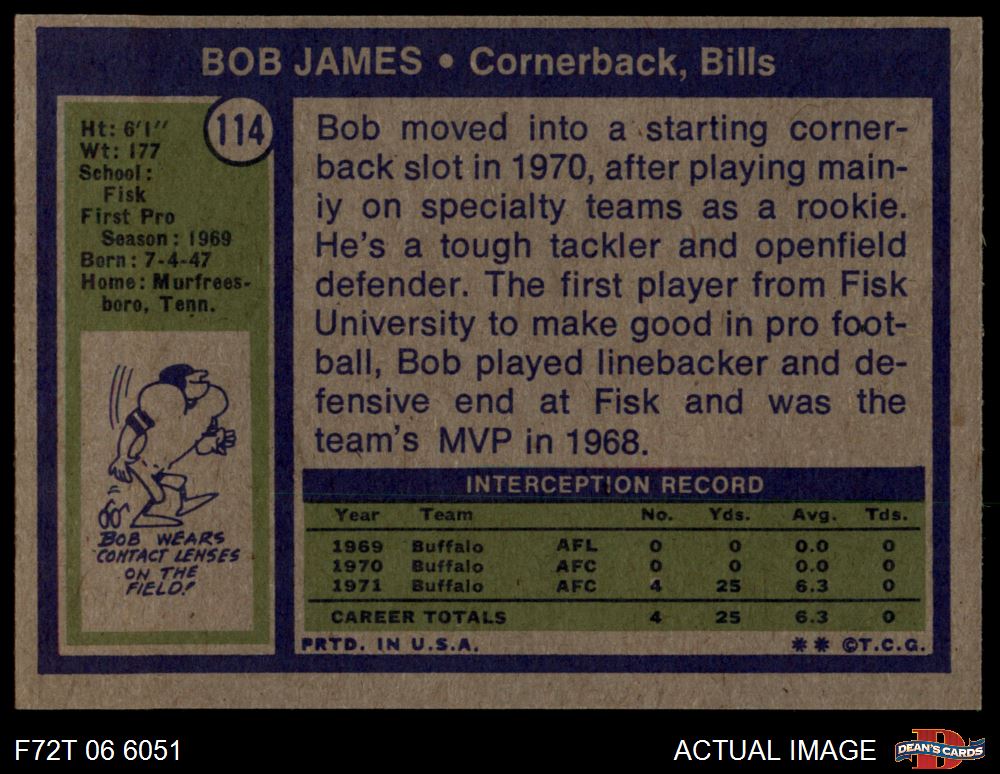 BOB JAMES • Cornerback, Bills
114
Ht: 6'1"
Wt: 177
School:
Fisk
First Pro
Season: 1969
Born: 7-4-47
Home: Murfrees-
boro, Tenn.
BOB WEARS
CONTACT LENSES
ON THE
FIELD!
Bob moved into a starting corner-
back slot in 1970, after playing main-
iy on specialty teams as a rookie.
He's a tough tackler and openfield
defender. The first player from Fisk
University to make good in pro foot-
ball, Bob played linebacker and de-
fensive end at Fisk and was the
team's MVP in 1968.
INTERCEPTION RECORD
Year Team No. Yds. Avg. Tds.
1969 Buffalo AFL 0 0 0.0 0
1970 Buffalo AFC 0 0 0.0 0
1971 Buffalo AFC 4 25 6.3 0
CAREER TOTALS 4 25 6.3 0
PRTD. IN U.S.A. ** ©T.C.G.
F72T 06 6051 ACTUAL IMAGE D DEAN'S CARDS